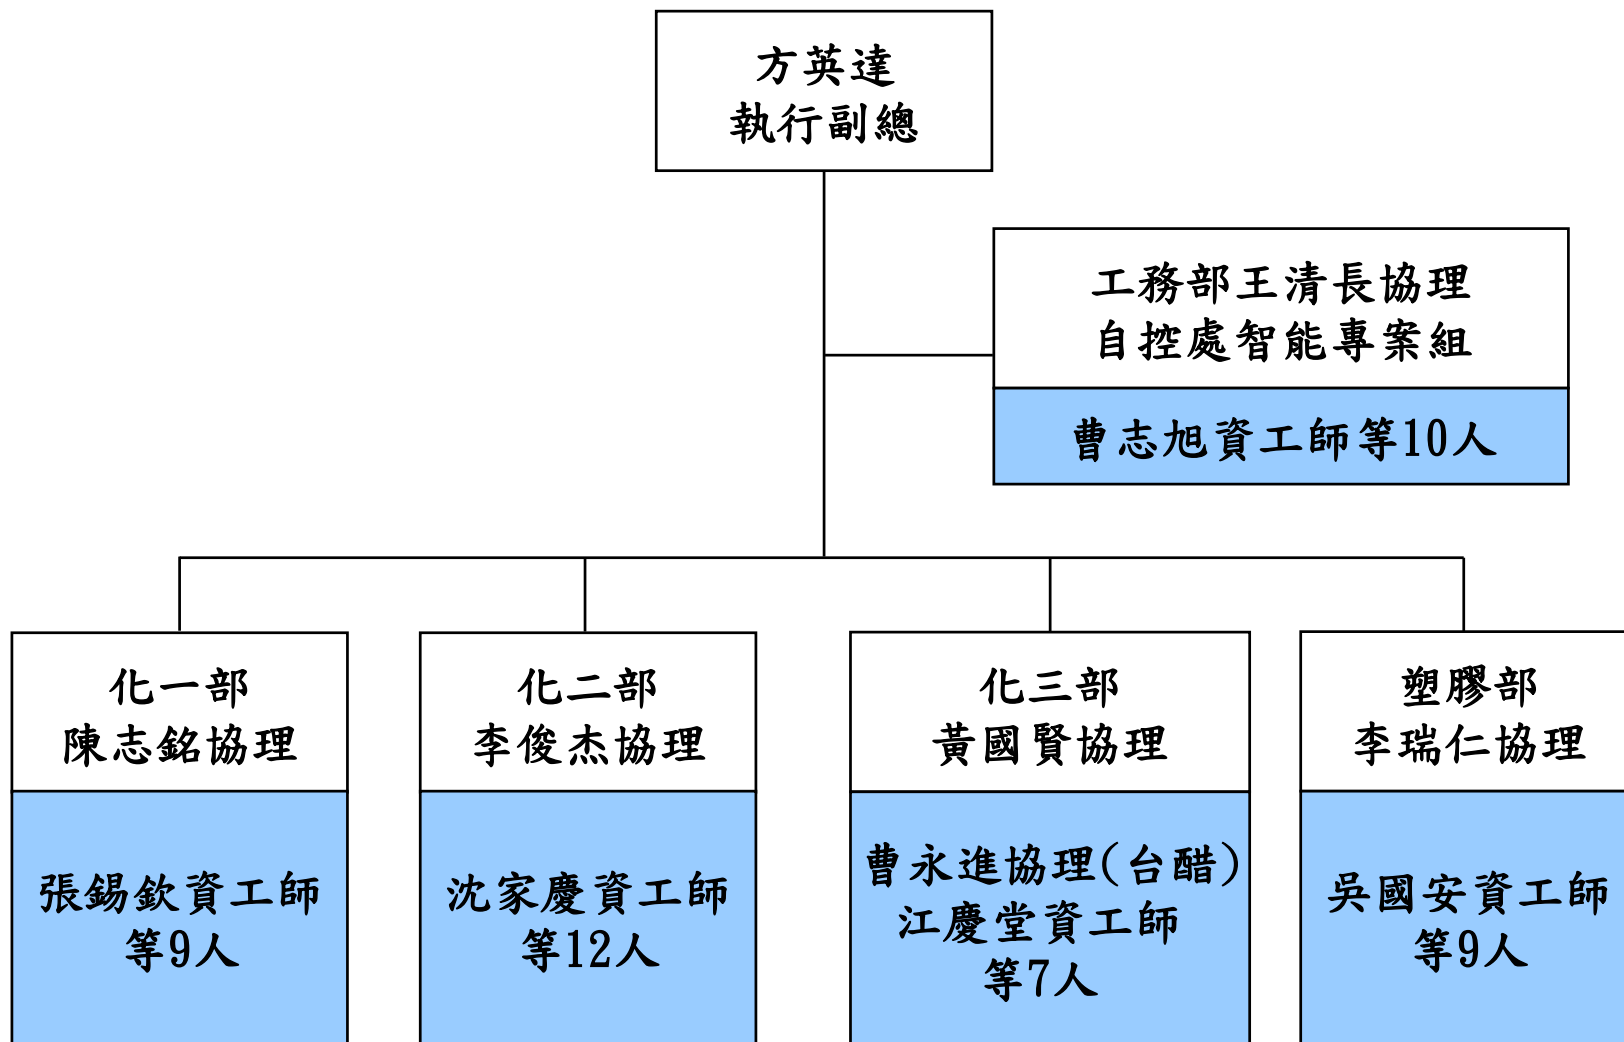 方英達
執行副總
工務部王清長協理
自控處智能專案組
曹志旭資工師等10人
化一部
陳志銘協理
張錫欽資工師
等9人
化二部
李俊杰協理
沈家慶資工師
等12人
化三部
黃國賢協理
曹永進協理(台醋)
江慶堂資工師
等7人
塑膠部
李瑞仁協理
吳國安資工師
等9人